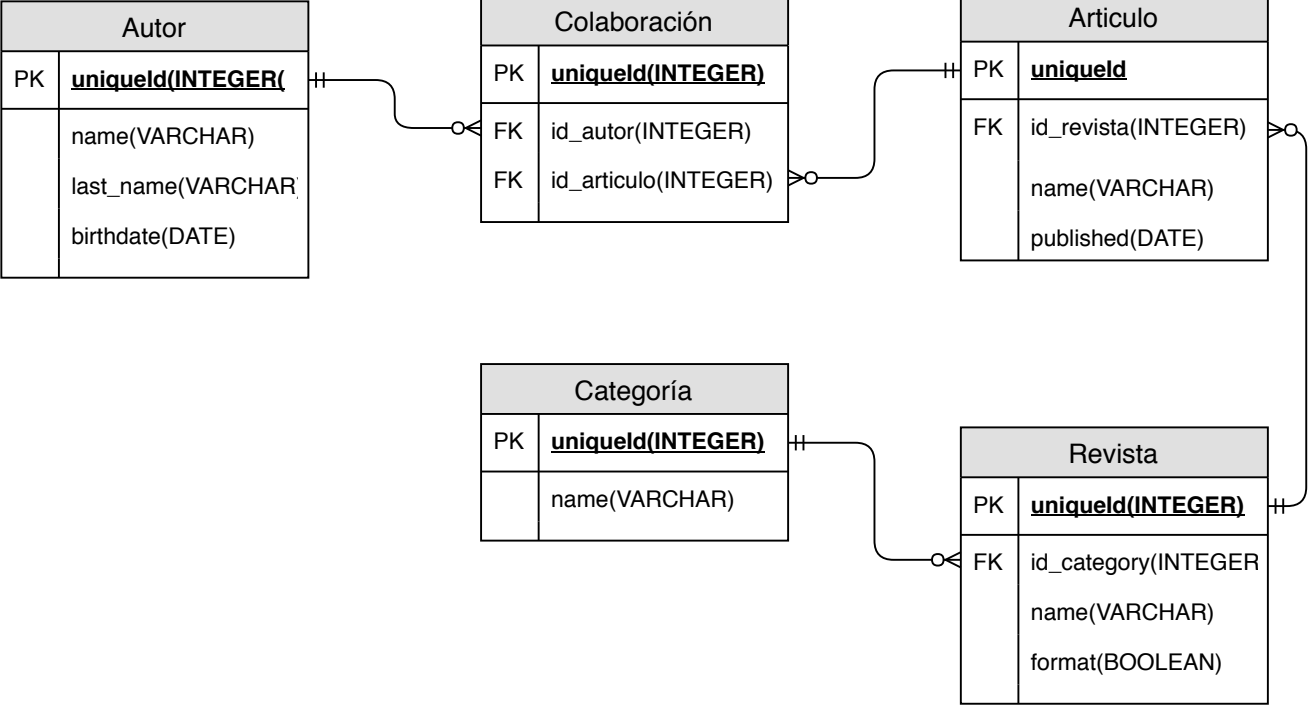 Autor
PK uniqueId(INTEGER(
name(VARCHAR)
last_name(VARCHAR)
birthdate(DATE)
Colaboración
PK uniqueId(INTEGER)
FK id_autor(INTEGER)
FK id_articulo(INTEGER)
Articulo
PK uniqueId
FK id_revista(INTEGER)
name(VARCHAR)
published(DATE)
Categoría
PK uniqueId(INTEGER)
name(VARCHAR)
Revista
PK uniqueId(INTEGER)
FK id_category(INTEGER
name(VARCHAR)
format(BOOLEAN)